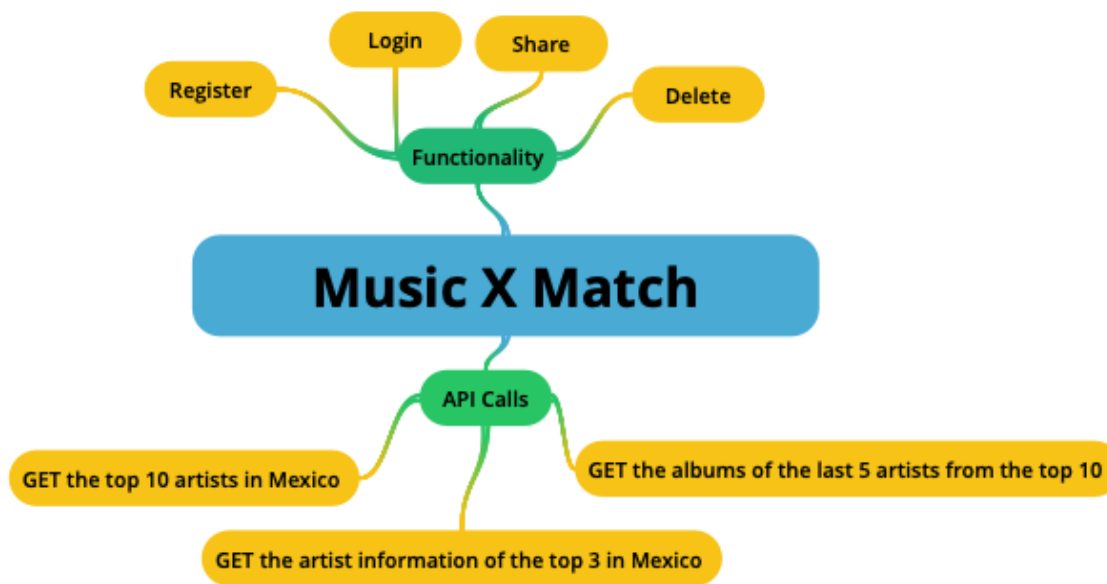 Login
Share
Register
Delete
Functionality
Music X Match
API Calls
GET the top 10 artists in Mexico
GET the albums of the last 5 artists from the top 10
GET the artist information of the top 3 in Mexico